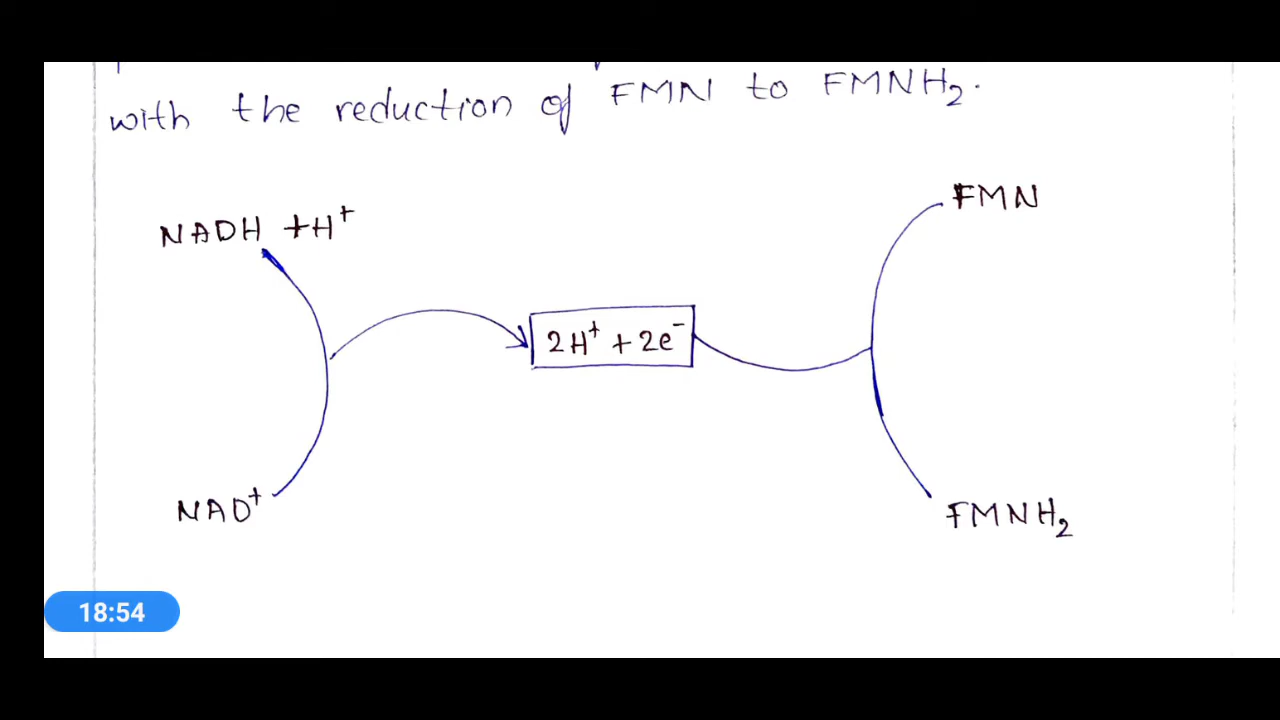 with the reduction of FMN to FMNH₂.
NADH + H⁺
FMN
2H⁺ + 2e⁻
NAD⁺
FMNH₂
18:54